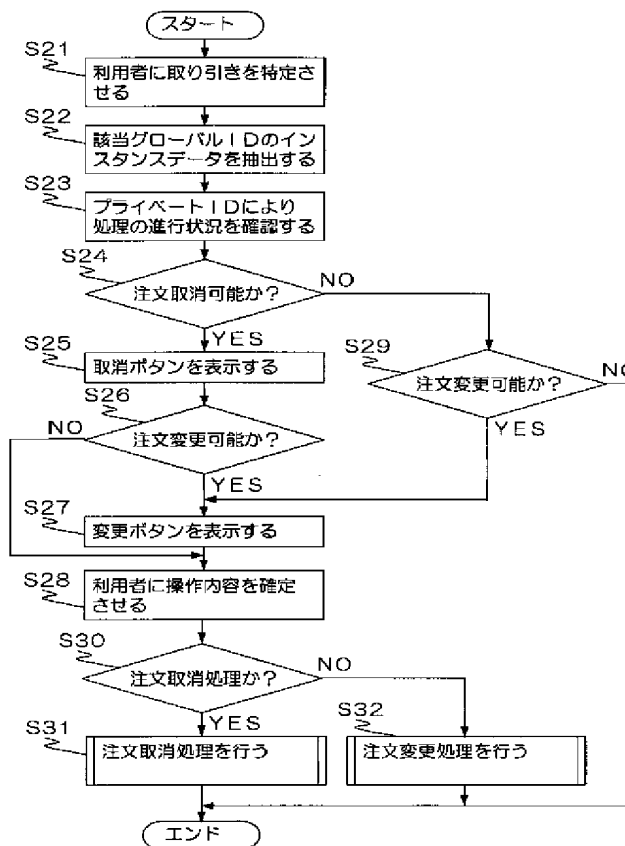 スタート
S21
利用者に取り引きを特定さ
せる
S22
該当グローバルIDのイン
スタンスデータを抽出する
S23
プライベートIDにより
処理の進行状況を確認する
S24
注文取消可能か?
NO
YES
S25
取消ボタンを表示する
S29
注文変更可能か?
NO
YES
S26
注文変更可能か?
NO
YES
S27
変更ボタンを表示する
S28
利用者に操作内容を確定
させる
S30
注文取消処理か?
NO
YES
S31
注文取消処理を行う
S32
注文変更処理を行う
エンド